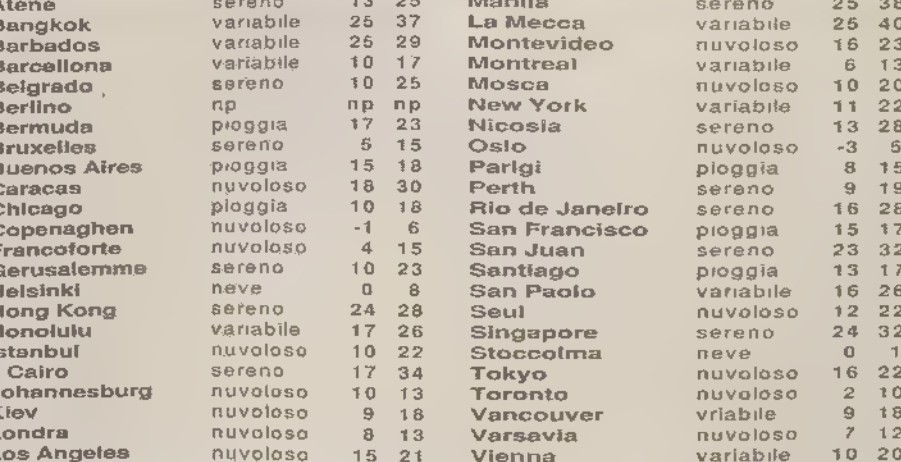 Atene sereno 13 25
Bangkok variabile 25 37
Barbados variabile 25 29
Barcellona variabile 10 17
Belgrado sereno 10 25
Berlino np np np
Bermuda pioggia 17 23
Bruxelles sereno 5 15
Buenos Aires pioggia 15 18
Caracas nuvoloso 18 30
Chicago pioggia 10 18
Copenaghen nuvoloso -1 6
Francoforte nuvoloso 4 15
Gerusalemme sereno 10 23
Helsinki neve 0 8
Hong Kong sereno 24 28
Honolulu variabile 17 26
Istanbul nuvoloso 10 22
Cairo sereno 17 34
Johannesburg nuvoloso 10 13
Kiev nuvoloso 9 18
Londra nuvoloso 8 13
Los Angeles nuvoloso 15 21
Manila sereno 25 38
La Mecca variabile 25 40
Montevideo nuvoloso 16 23
Montreal variabile 6 13
Mosca nuvoloso 10 20
New York variabile 11 22
Nicosia sereno 13 28
Oslo nuvoloso -3 5
Parigi pioggia 8 15
Perth sereno 9 19
Rio de Janeiro sereno 16 28
San Francisco pioggia 15 17
San Juan sereno 23 32
Santiago pioggia 13 17
San Paolo variabile 16 26
Seul nuvoloso 12 22
Singapore sereno 24 32
Stoccolma neve 0 1
Tokyo nuvoloso 16 22
Toronto nuvoloso 2 10
Vancouver vriabile 9 18
Varsavia nuvoloso 7 12
Vienna variabile 10 20